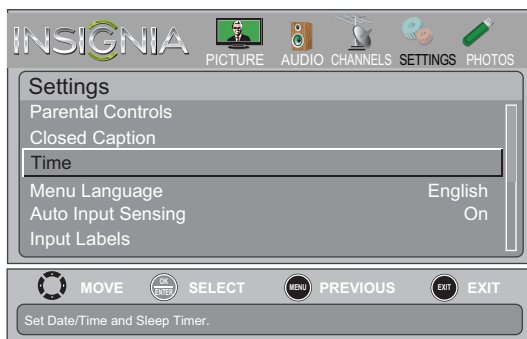 INSIGNIA
PICTURE AUDIO CHANNELS SETTINGS PHOTOS
Settings
Parental Controls
Closed Caption
Time
Menu Language English
Auto Input Sensing On
Input Labels
MOVE OK ENTER SELECT MENU PREVIOUS EXIT EXIT
Set Date/Time and Sleep Timer.